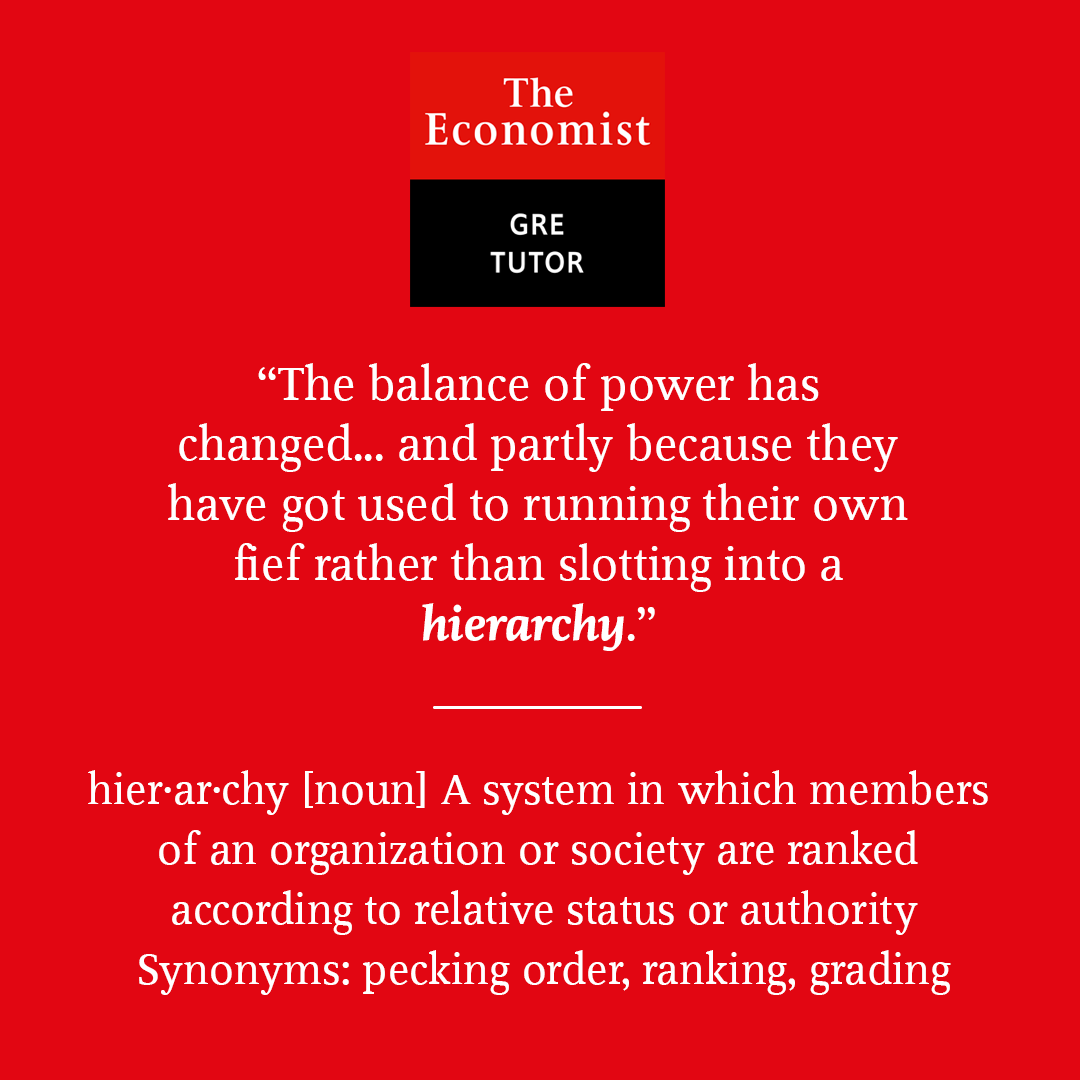 The
Economist
GRE
TUTOR
“The balance of power has
changed... and partly because they
have got used to running their own
fief rather than slotting into a
hierarchy.”
hier·ar·chy [noun] A system in which members
of an organization or society are ranked
according to relative status or authority
Synonyms: pecking order, ranking, grading